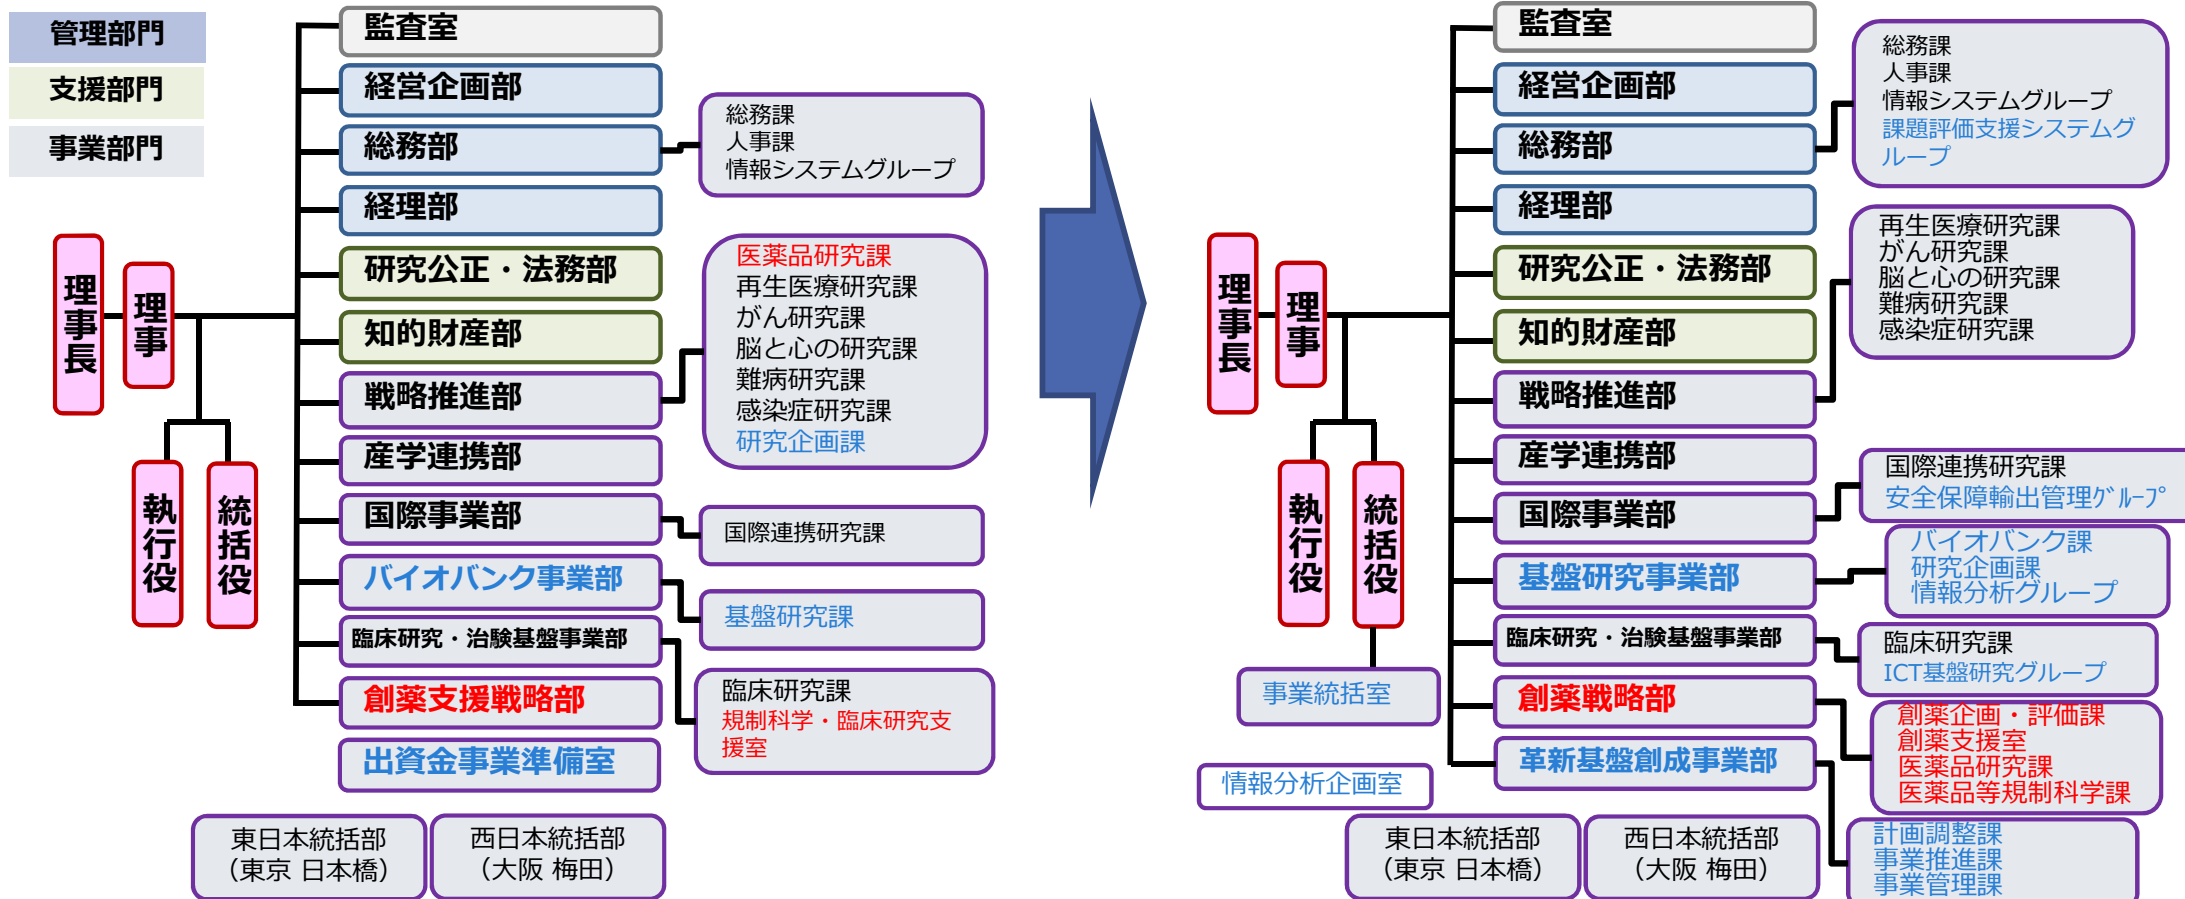 管理部門
支援部門
事業部門
理事長
理事
執行役
統括役
監査室
経営企画部
総務部
経理部
研究公正・法務部
知的財産部
戦略推進部
産学連携部
国際事業部
バイオバンク事業部
臨床研究・治験基盤事業部
創薬支援戦略部
出資金事業準備室
総務課
人事課
情報システムグループ
医薬品研究課
再生医療研究課
がん研究課
脳と心の研究課
難病研究課
感染症研究課
研究企画課
国際連携研究課
基盤研究課
臨床研究課
規制科学・臨床研究支
援室
東日本統括部
（東京 日本橋）
西日本統括部
（大阪 梅田）
理事長
理事
執行役
統括役
事業統括室
情報分析企画室
監査室
経営企画部
総務部
経理部
研究公正・法務部
知的財産部
戦略推進部
産学連携部
国際事業部
基盤研究事業部
臨床研究・治験基盤事業部
創薬戦略部
革新基盤創成事業部
総務課
人事課
情報システムグループ
課題評価支援システムグ
ループ
再生医療研究課
がん研究課
脳と心の研究課
難病研究課
感染症研究課
国際連携研究課
安全保障輸出管理ｸﾞﾙｰﾌﾟ
バイオバンク課
研究企画課
情報分析グループ
臨床研究課
ICT基盤研究グループ
創薬企画・評価課
創薬支援室
医薬品研究課
医薬品等規制科学課
計画調整課
事業推進課
事業管理課
東日本統括部
（東京 日本橋）
西日本統括部
（大阪 梅田）